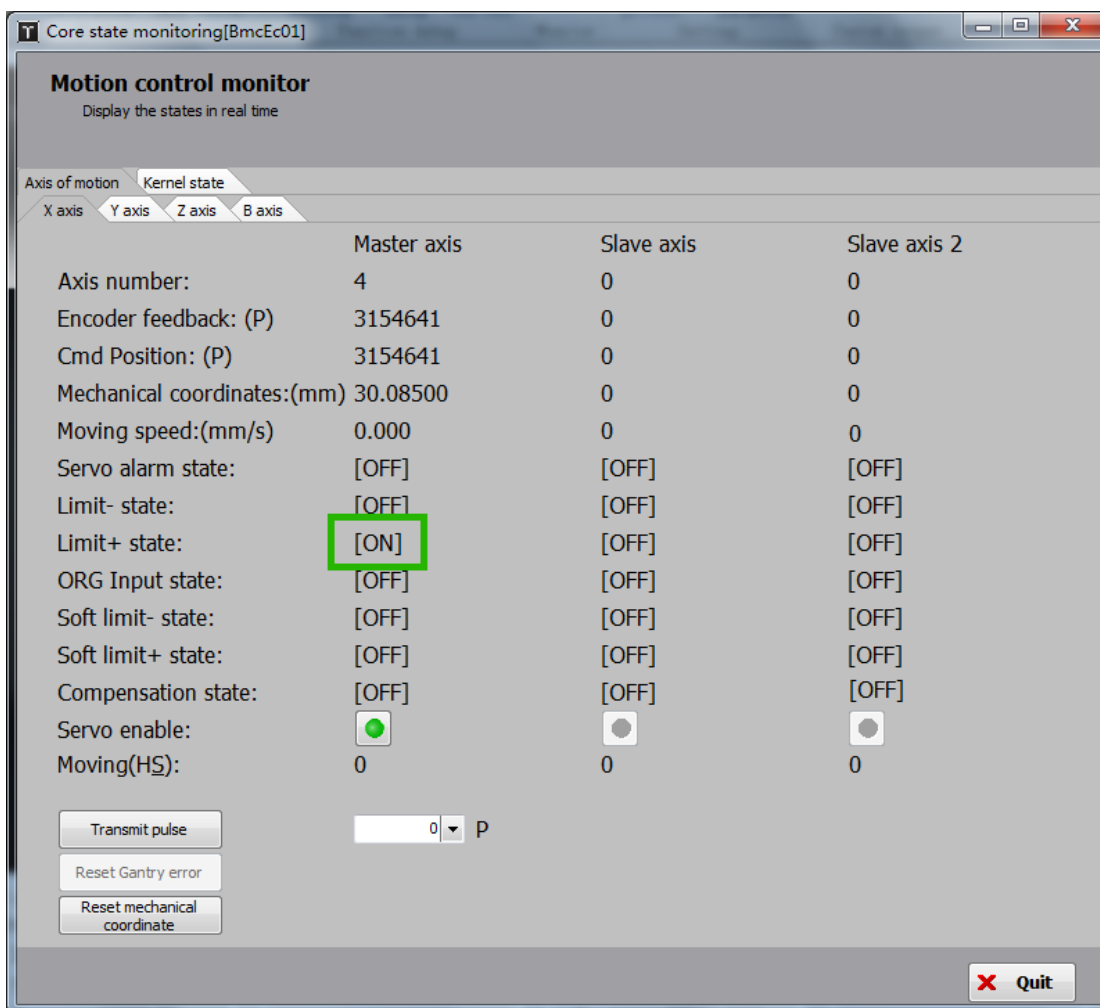 Core state monitoring[BmcEc01]
Motion control monitor
Display the states in real time
Axis of motion Kernel state
X axis Y axis Z axis B axis
Master axis Slave axis Slave axis 2
Axis number: 4 0 0
Encoder feedback: (P) 3154641 0 0
Cmd Position: (P) 3154641 0 0
Mechanical coordinates:(mm) 30.08500 0 0
Moving speed:(mm/s) 0.000 0 0
Servo alarm state: [OFF] [OFF] [OFF]
Limit- state: [OFF] [OFF] [OFF]
Limit+ state: [ON] [OFF] [OFF]
ORG Input state: [OFF] [OFF] [OFF]
Soft limit- state: [OFF] [OFF] [OFF]
Soft limit+ state: [OFF] [OFF] [OFF]
Compensation state: [OFF] [OFF] [OFF]
Servo enable:
Moving(HS): 0 0 0
Transmit pulse 0 P
Reset Gantry error
Reset mechanical
coordinate
Quit